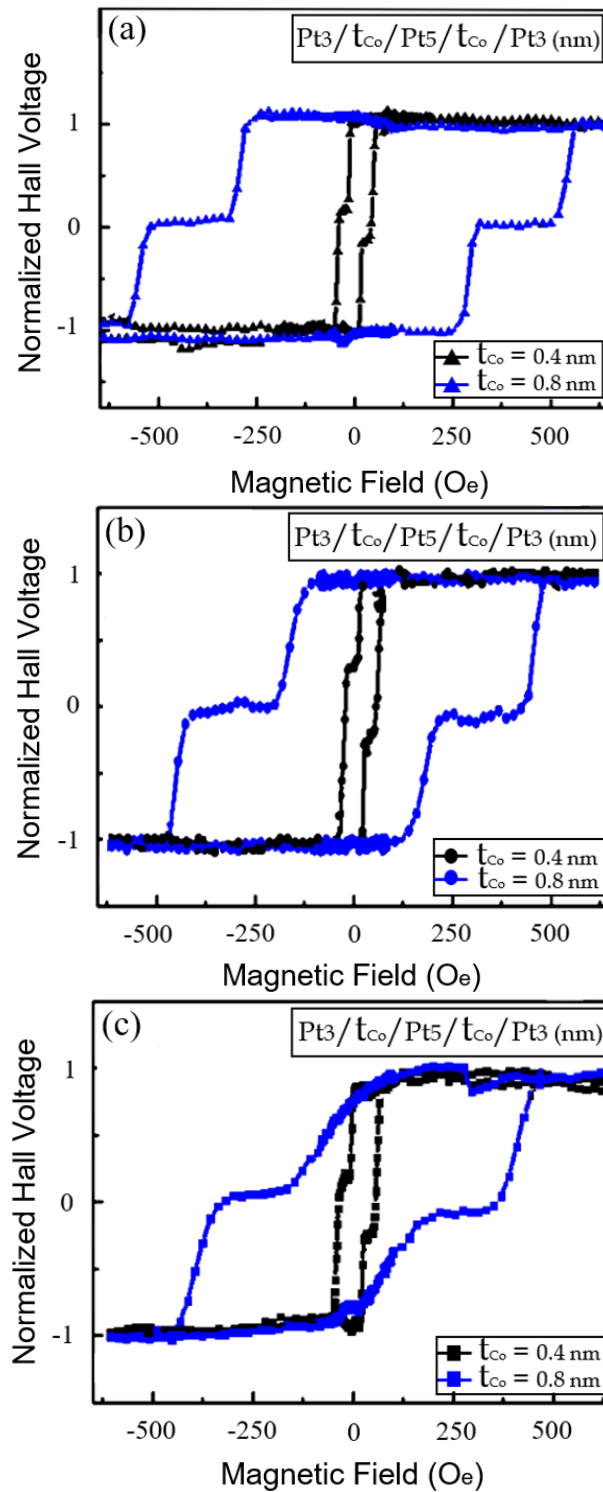 (a)
Pt3/tCo/Pt5/tCo/Pt3 (nm)
Normalized Hall Voltage
1
0
-1
tCo = 0.4 nm
tCo = 0.8 nm
-500 -250 0 250 500
Magnetic Field (Oe)
(b)
Pt3/tCo/Pt5/tCo/Pt3 (nm)
Normalized Hall Voltage
1
0
-1
tCo = 0.4 nm
tCo = 0.8 nm
-500 -250 0 250 500
Magnetic Field (Oe)
(c)
Pt3/tCo/Pt5/tCo/Pt3 (nm)
Normalized Hall Voltage
1
0
-1
tCo = 0.4 nm
tCo = 0.8 nm
-500 -250 0 250 500
Magnetic Field (Oe)